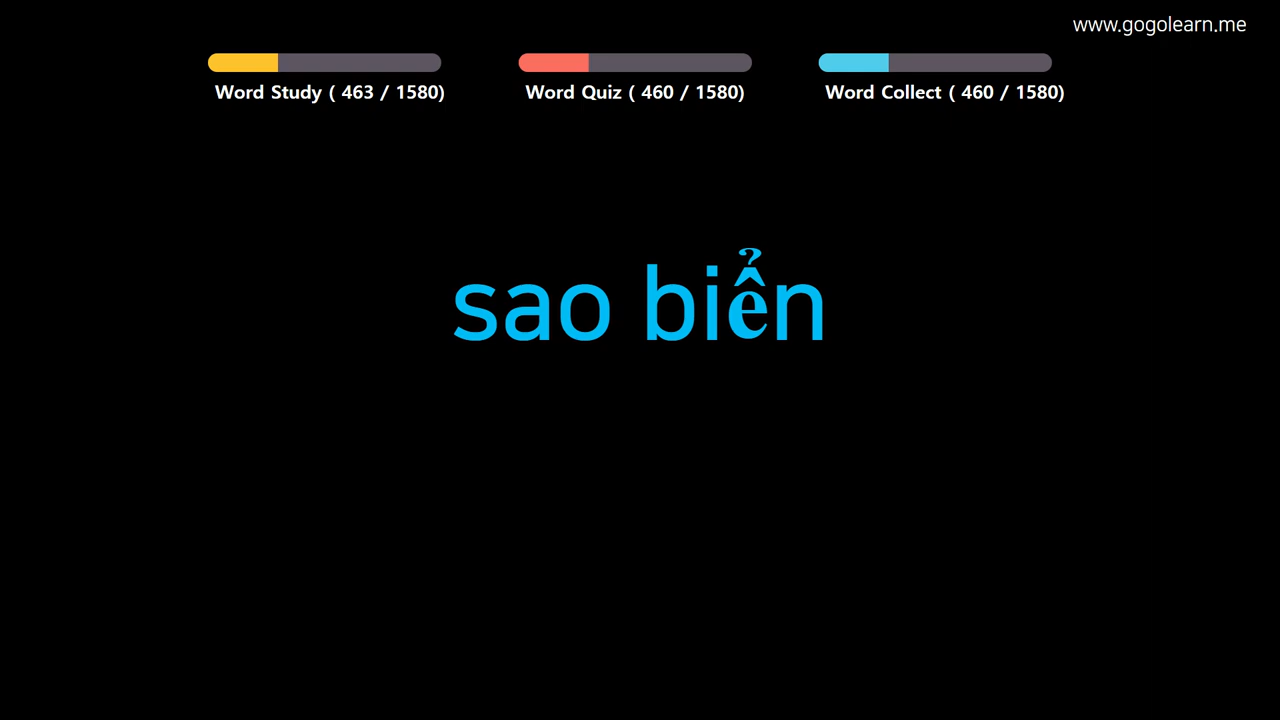 www.gogolearn.me
Word Study ( 463 / 1580)
Word Quiz ( 460 / 1580)
Word Collect ( 460 / 1580)
sao biển